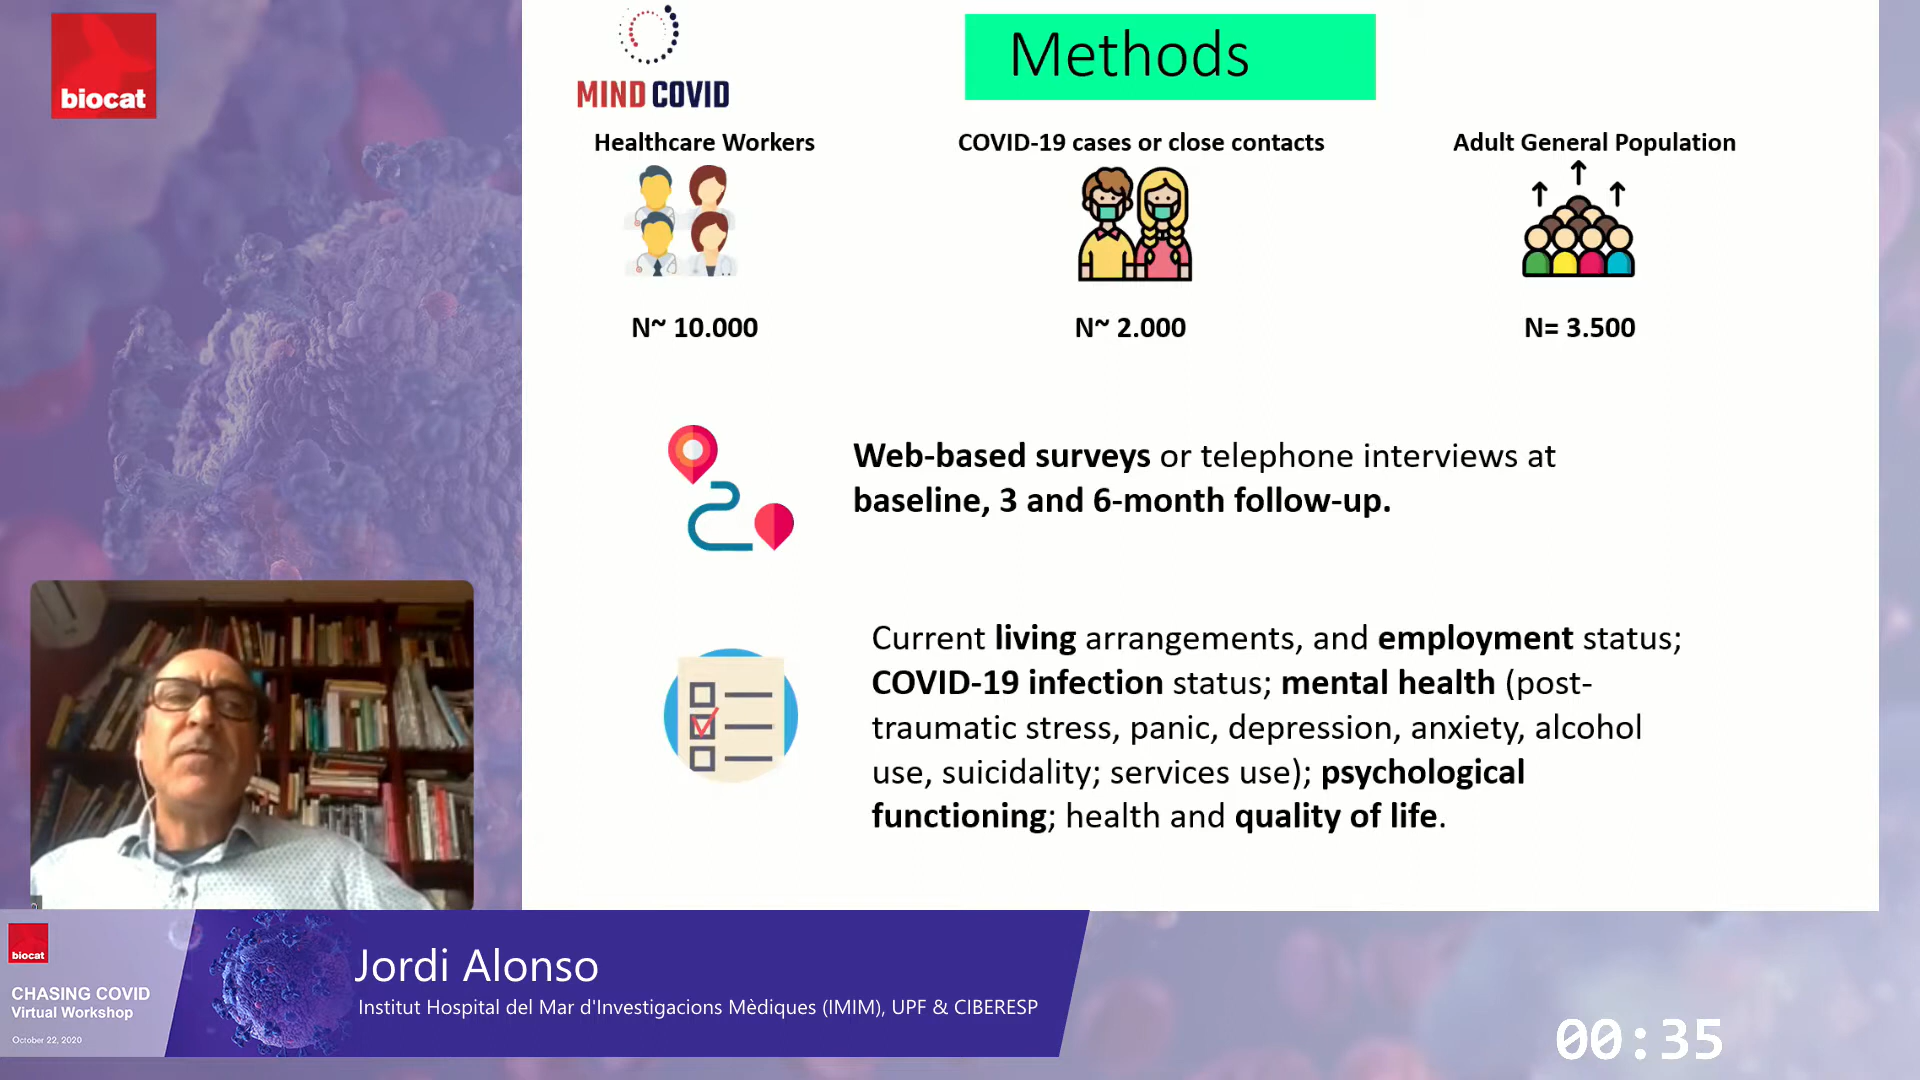 biocat
MIND COVID
Methods
Healthcare Workers
COVID-19 cases or close contacts
Adult General Population
N~ 10.000
N~ 2.000
N= 3.500
Web-based surveys or telephone interviews at
baseline, 3 and 6-month follow-up.
Current living arrangements, and employment status;
COVID-19 infection status; mental health (post-
traumatic stress, panic, depression, anxiety, alcohol
use, suicidality; services use); psychological
functioning; health and quality of life.
biocat
CHASING COVID
Virtual Workshop
October 22, 2020
Jordi Alonso
Institut Hospital del Mar d'Investigacions Mèdiques (IMIM), UPF & CIBERESP
00:35